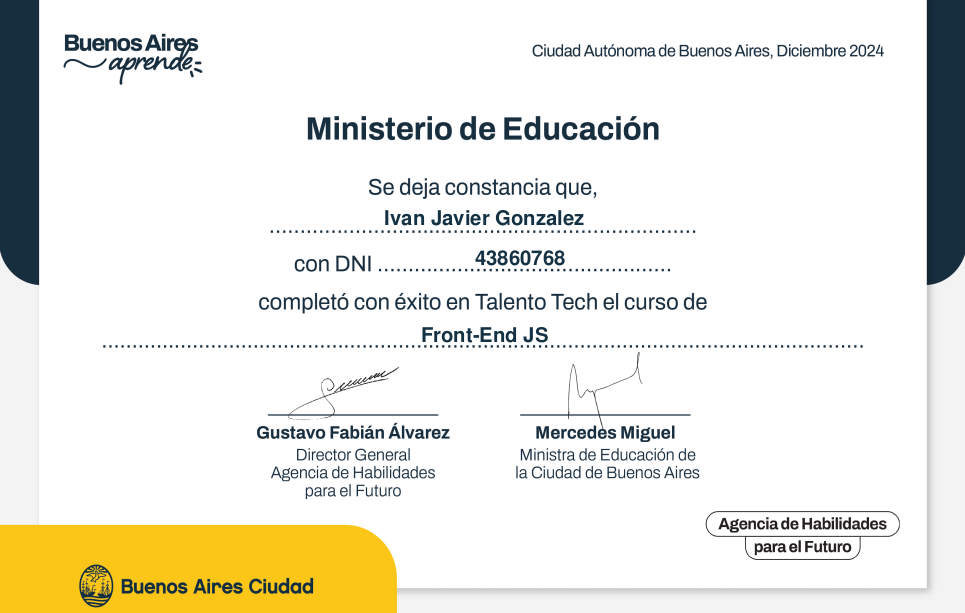 Buenos Aires
aprende
Ciudad Autónoma de Buenos Aires, Diciembre 2024
Ministerio de Educación
Se deja constancia que,
Ivan Javier Gonzalez
con DNI 43860768
completó con éxito en Talento Tech el curso de
Front-End JS
Gustavo Fabián Álvarez
Director General
Agencia de Habilidades
para el Futuro
Mercedes Miguel
Ministra de Educación de
la Ciudad de Buenos Aires
Agencia de Habilidades
para el Futuro
Buenos Aires Ciudad